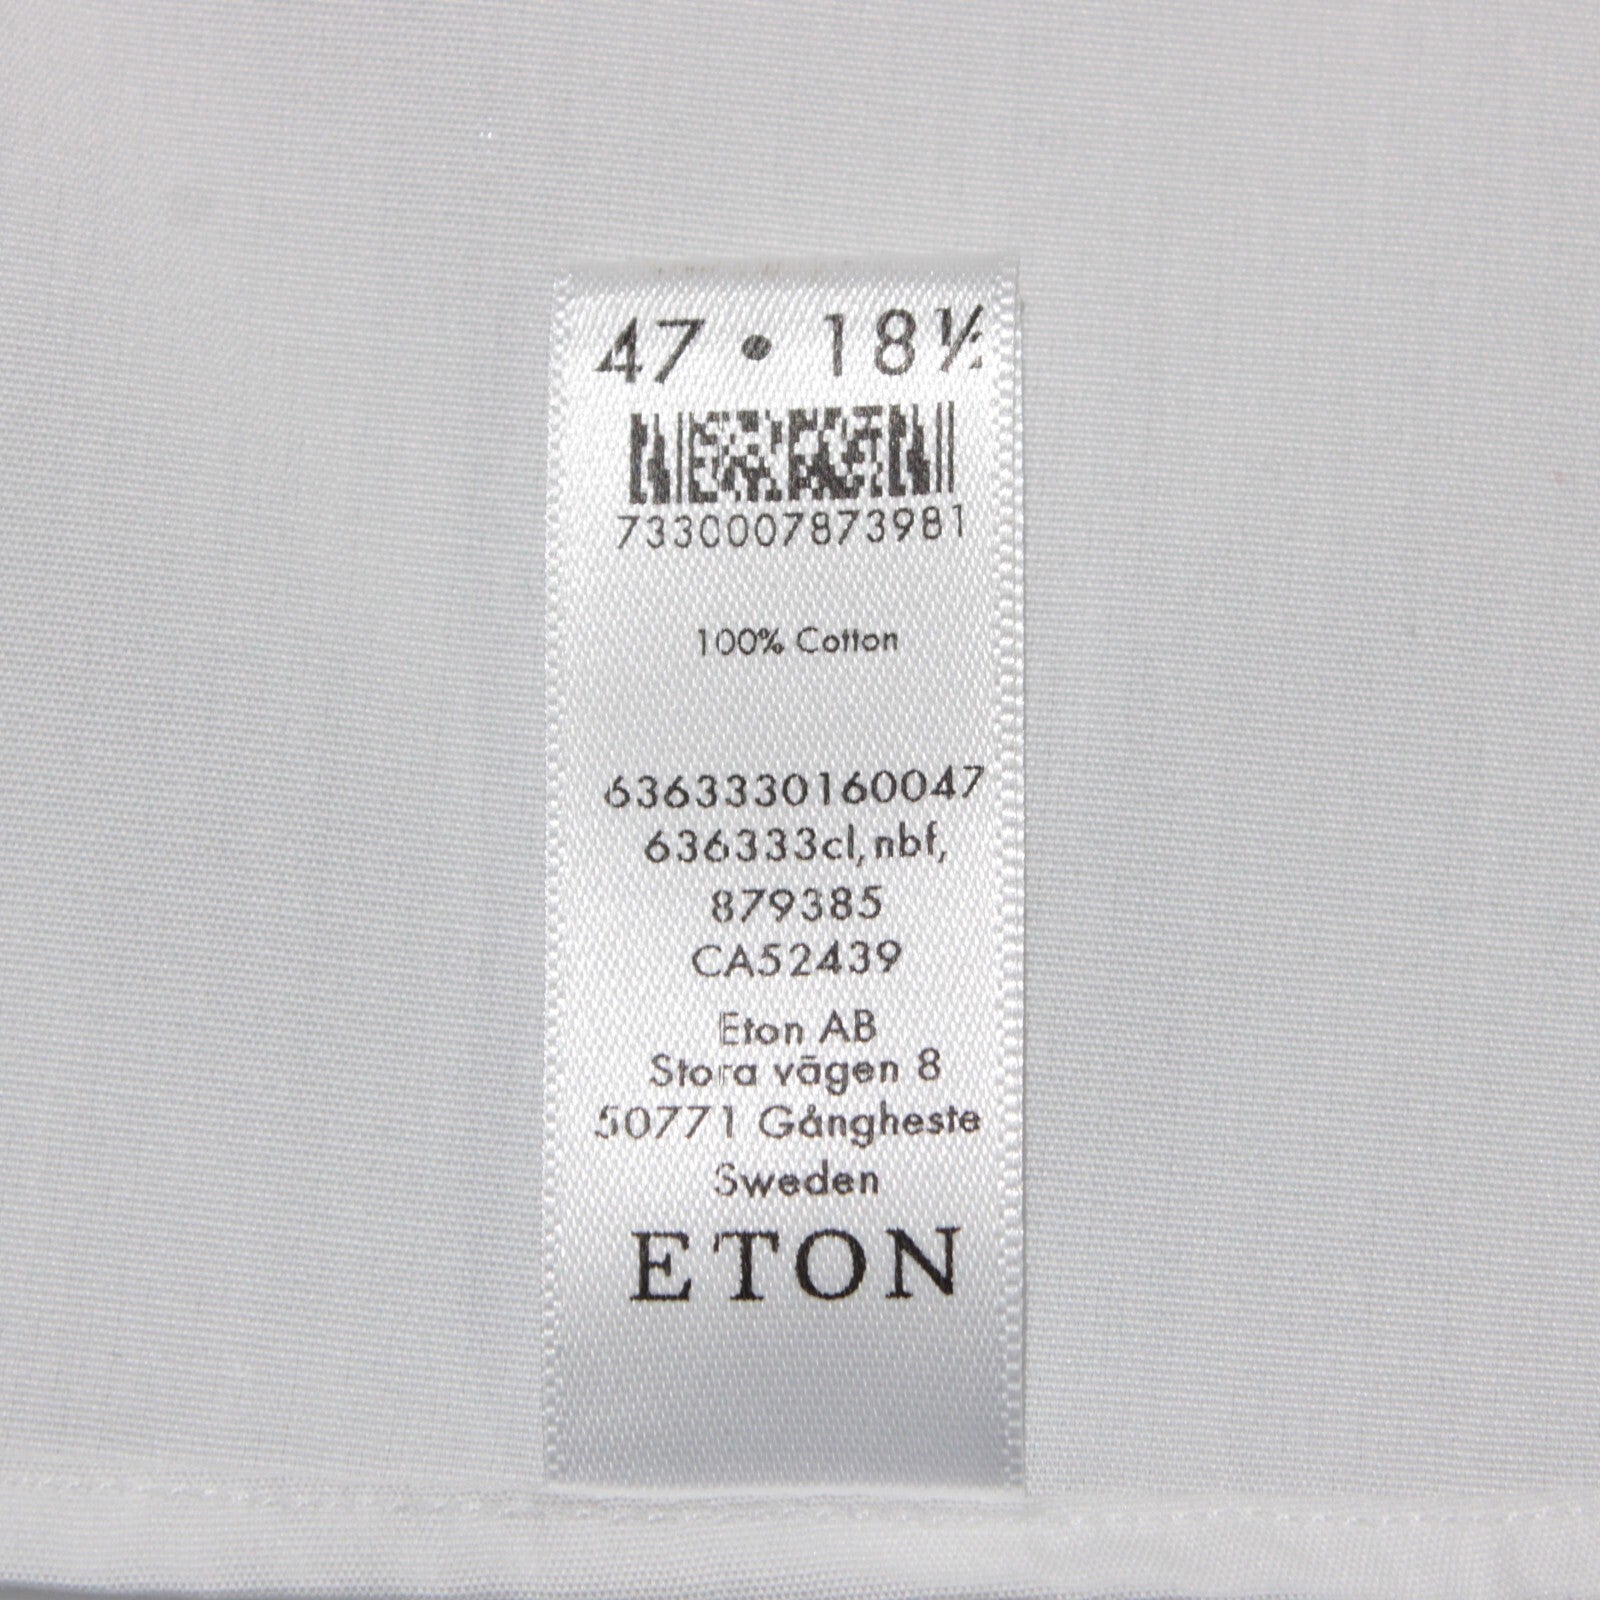 47 • 18½
7330007873981
100% Cotton
6363330160047
636333cl,nbf,
879385
CA52439
Eton AB
Stora vägen 8
50771 Gångheste
Sweden
ETON